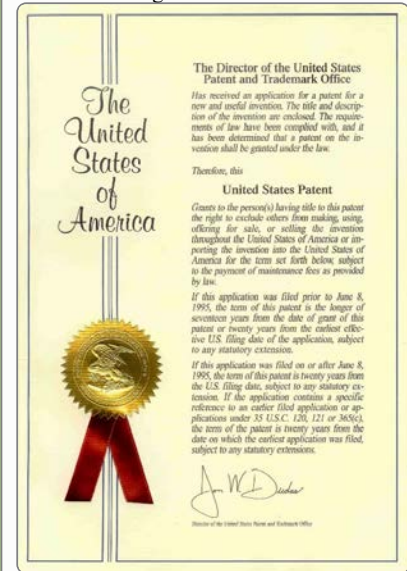 The
United
States
of
America
The Director of the United States
Patent and Trademark Office
Has received an application for a patent for a
new and useful invention. The title and descrip-
tion of the invention are enclosed. The require-
ments of law have been complied with, and it
has been determined that a patent on the in-
vention shall be granted under the law.
Therefore, this
United States Patent
Grants to the person(s) having title to this patent
the right to exclude others from making, using,
offering for sale, or selling the invention
throughout the United States of America or im-
porting the invention into the United States of
America for the term set forth below, subject
to the payment of maintenance fees as provided
by law.
If this application was filed prior to June 8,
1995, the term of this patent is the longer of
seventeen years from the date of grant of this
patent or twenty years from the earliest effec-
tive U.S. filing date of the application, subject
to any statutory extension.
If this application was filed on or after June 8,
1995, the term of this patent is twenty years from
the U.S. filing date, subject to any statutory ex-
tension. If the application contains a specific
reference to an earlier filed application or ap-
plications under 35 U.S.C. 120, 121 or 365(c),
the term of the patent is twenty years from the
date on which the earliest application was filed,
subject to any statutory extensions.
Jon W Dudas
Director of the United States Patent and Trademark Office